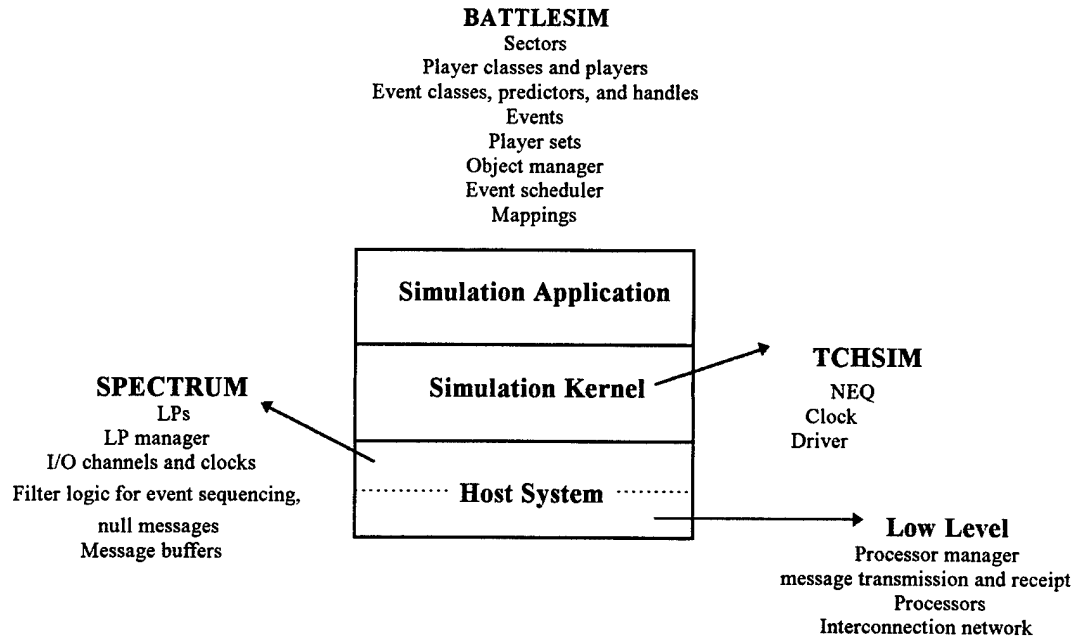 BATTLESIM
Sectors
Player classes and players
Event classes, predictors, and handles
Events
Player sets
Object manager
Event scheduler
Mappings
Simulation Application
Simulation Kernel
Host System
TCHSIM
NEQ
Clock
Driver
SPECTRUM
LPs
LP manager
I/O channels and clocks
Filter logic for event sequencing,
null messages
Message buffers
Low Level
Processor manager
message transmission and receipt
Processors
Interconnection network